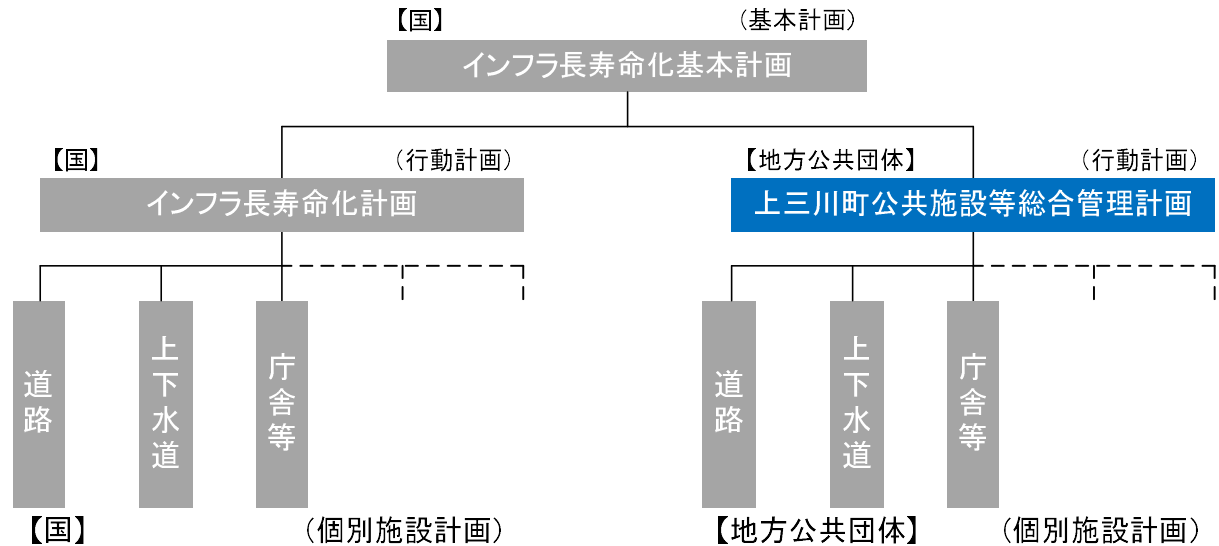 【国】 (基本計画)
インフラ長寿命化基本計画
【国】 (行動計画)
インフラ長寿命化計画
【地方公共団体】 (行動計画)
上三川町公共施設等総合管理計画
道路
上下水道
庁舎等
【国】 (個別施設計画)
道路
上下水道
庁舎等
【地方公共団体】 (個別施設計画)